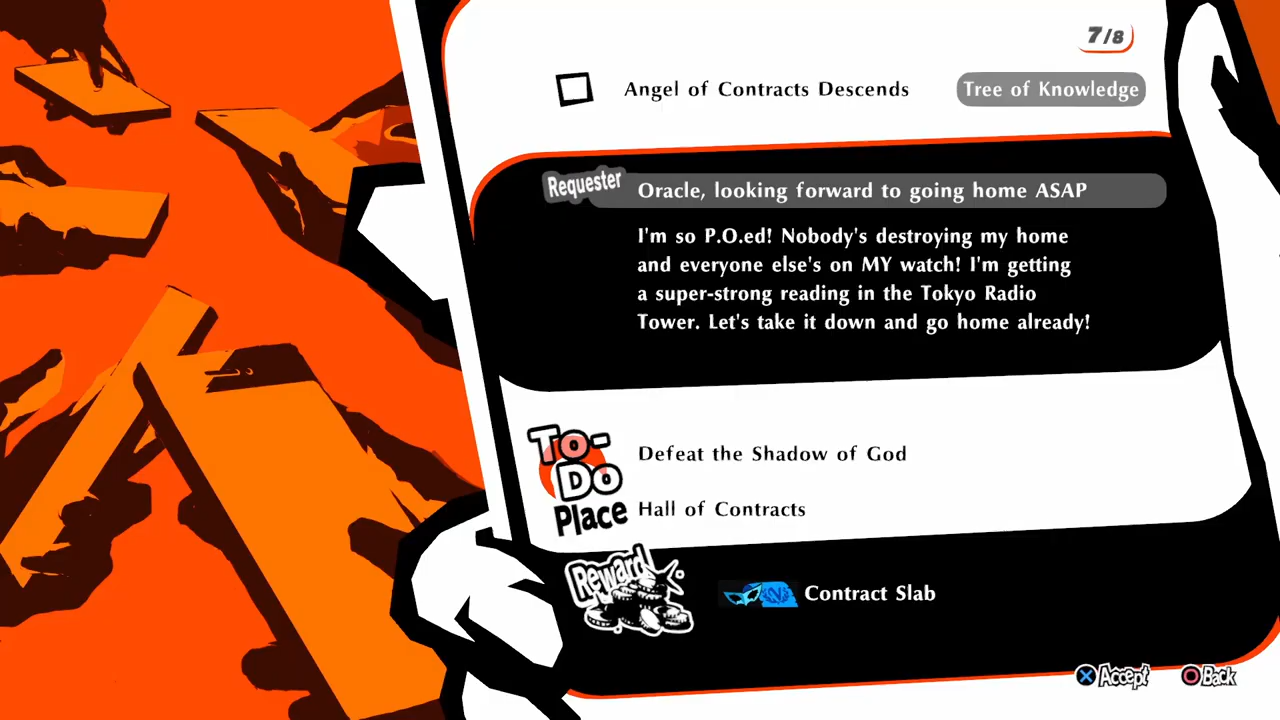 7/8
Angel of Contracts Descends Tree of Knowledge
Requester Oracle, looking forward to going home ASAP
I'm so P.O.ed! Nobody's destroying my home
and everyone else's on MY watch! I'm getting
a super-strong reading in the Tokyo Radio
Tower. Let's take it down and go home already!
To-Do Defeat the Shadow of God
Place Hall of Contracts
Reward Contract Slab
Accept Back